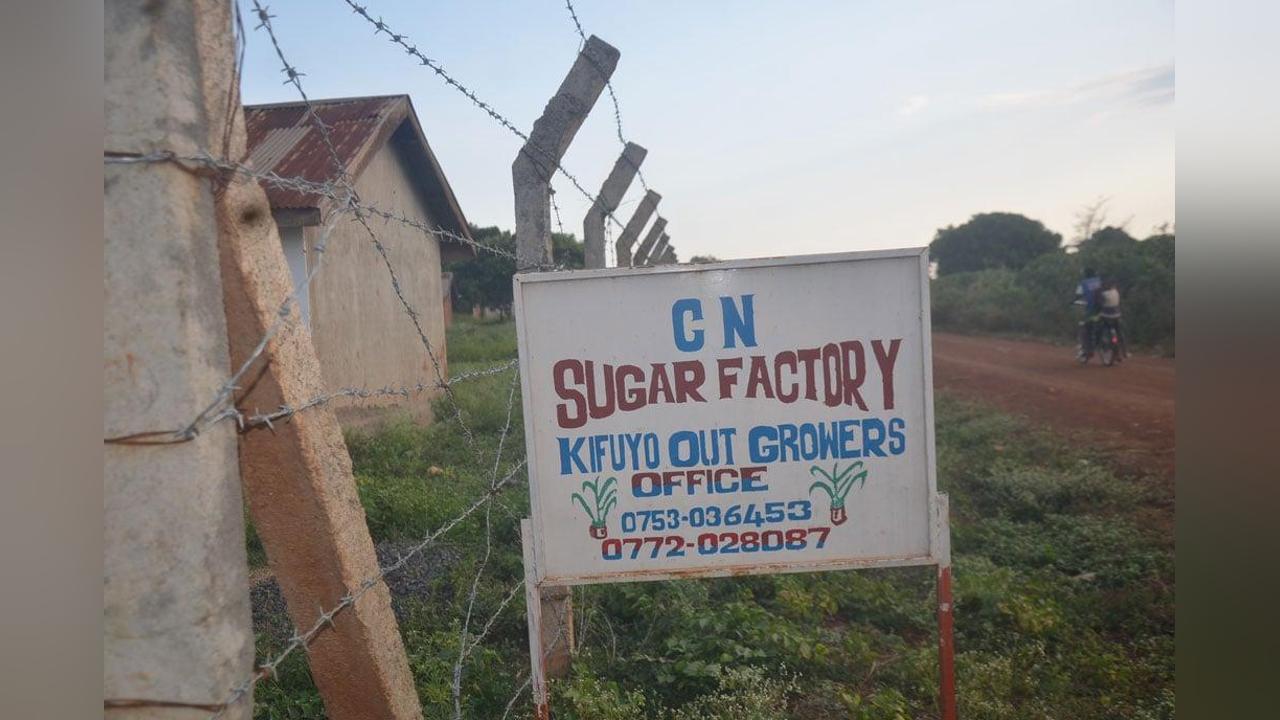 C N
SUGAR FACTORY
KIFUYO OUT GROWERS
OFFICE
0753-036453
0772-028087